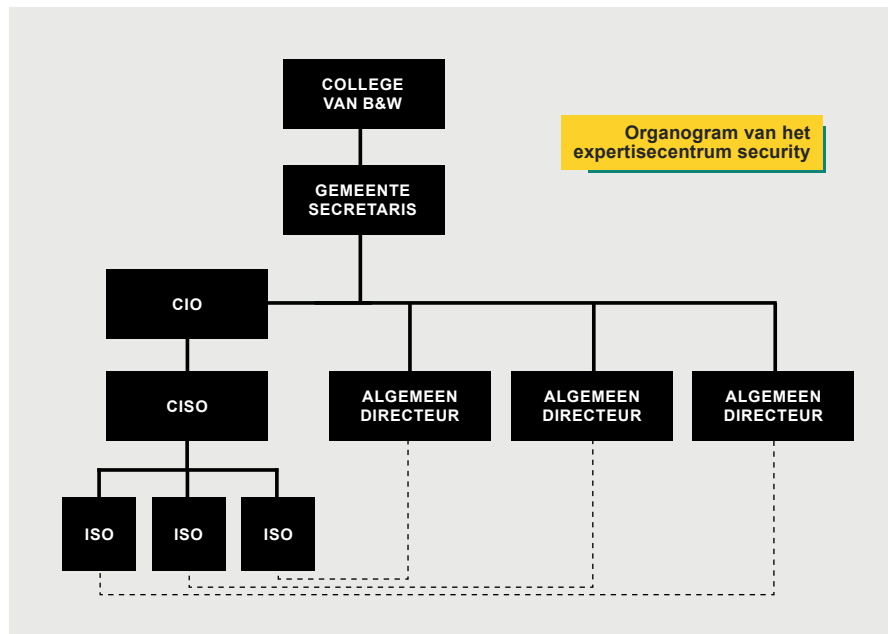 COLLEGE
VAN B&W
Organogram van het
expertisecentrum security
GEMEENTE
SECRETARIS
CIO
CISO
ALGEMEEN
DIRECTEUR
ALGEMEEN
DIRECTEUR
ALGEMEEN
DIRECTEUR
ISO
ISO
ISO